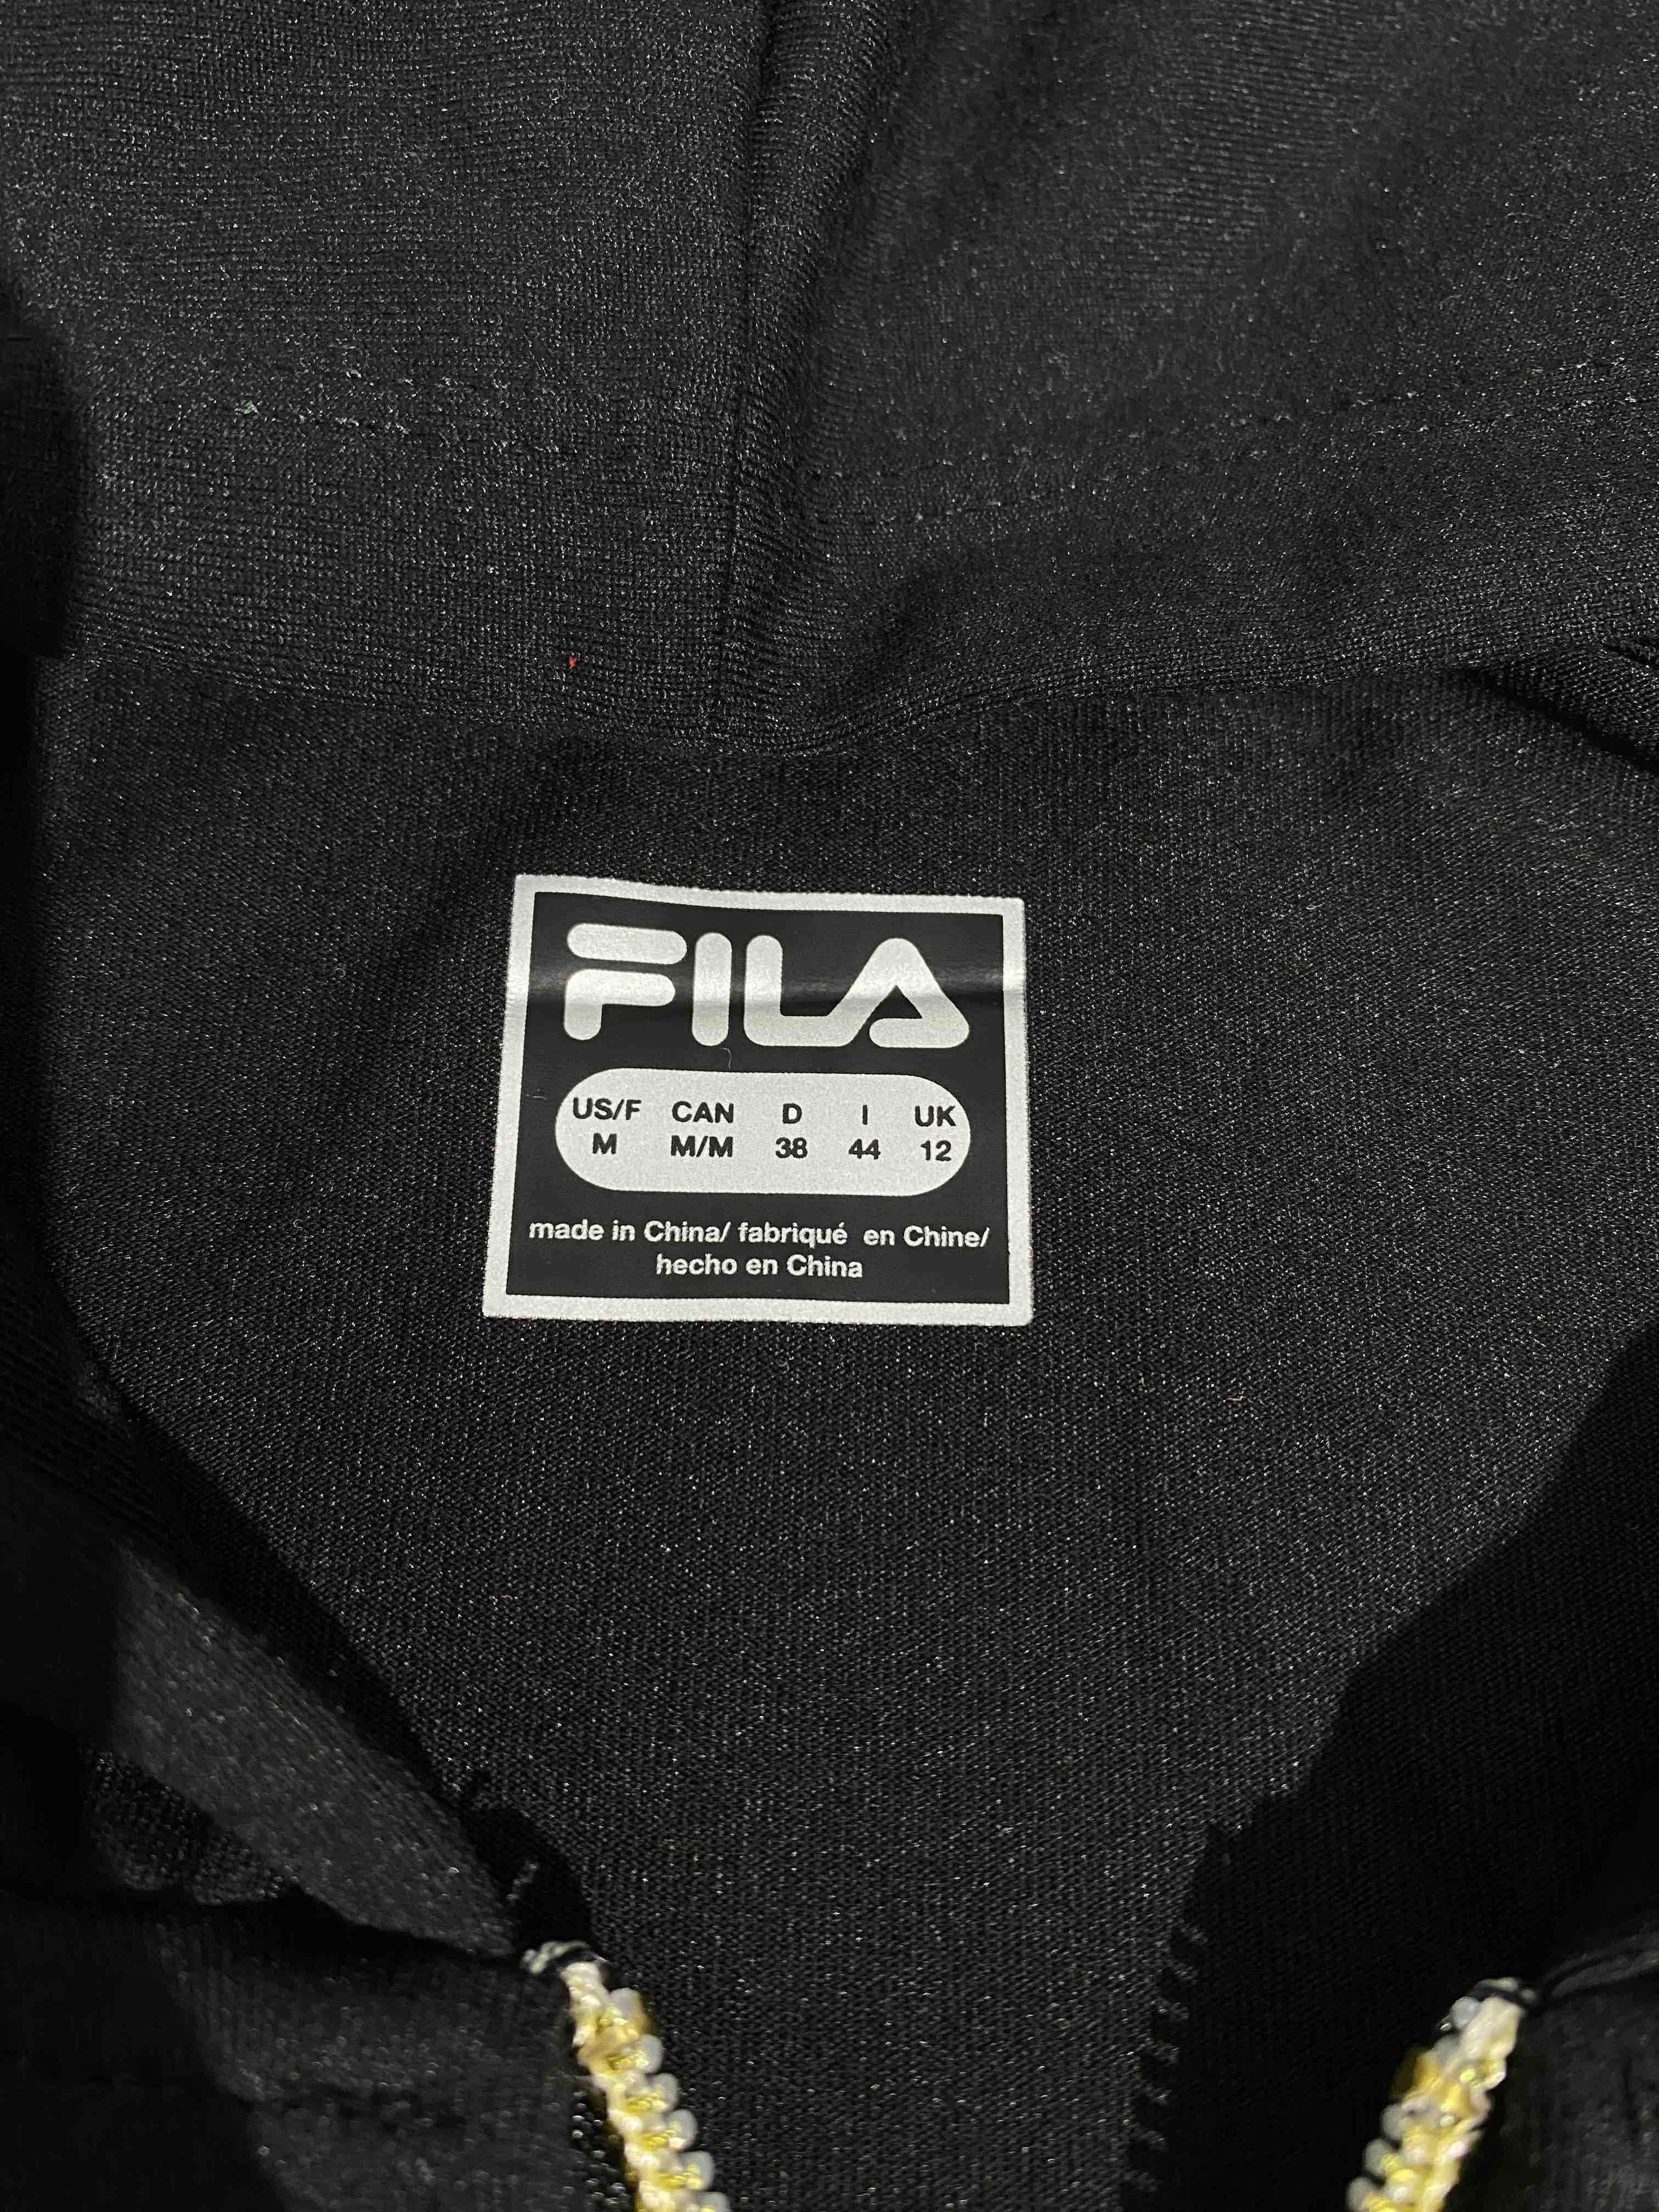 FILA
US/F CAN D I UK
M M/M 38 44 12
made in China/ fabriqué en Chine/
hecho en China